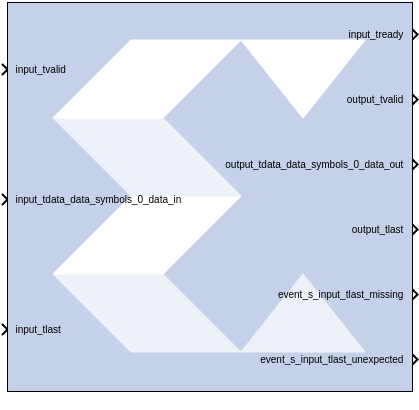 input_tready
input_tvalid
output_tvalid
output_tdata_data_symbols_0_data_out
input_tdata_data_symbols_0_data_in
output_tlast
event_s_input_tlast_missing
input_tlast
event_s_input_tlast_unexpected